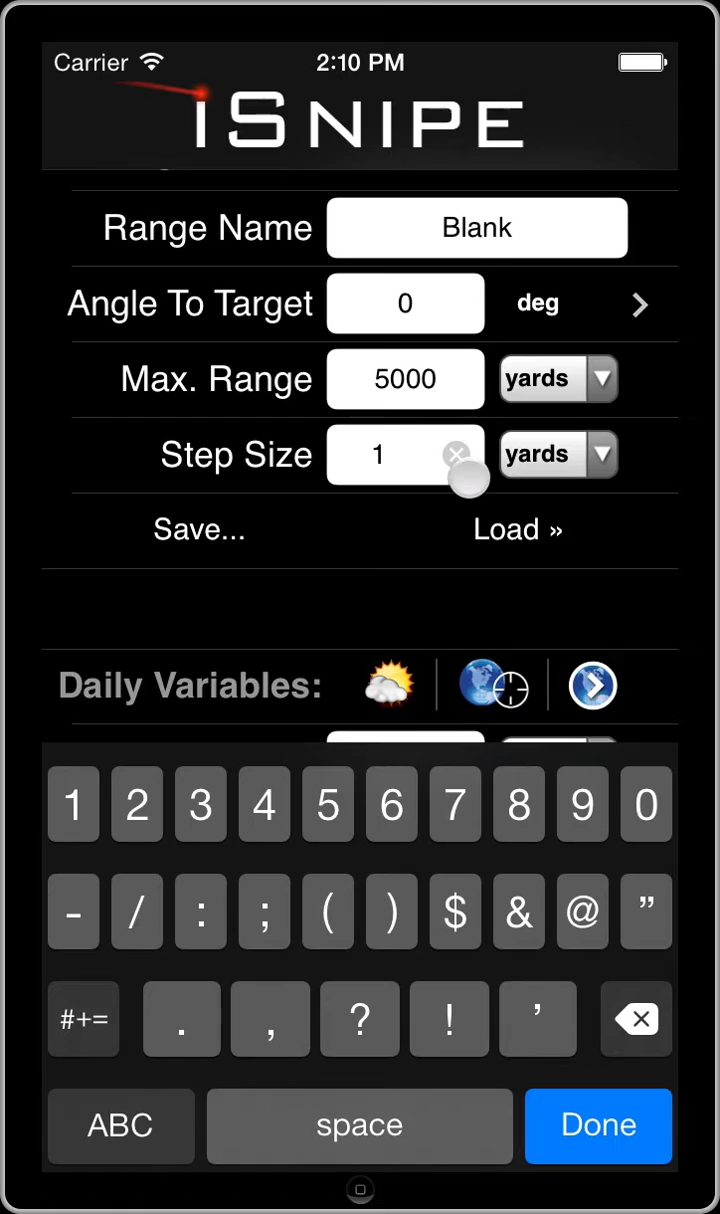 Carrier 2:10 PM
iSNIPE
Range Name Blank
Angle To Target 0 deg
Max. Range 5000 yards
Step Size 1 yards
Save... Load »
Daily Variables:
1 2 3 4 5 6 7 8 9 0
- / : ; ( ) $ & @ ”
#+= . , ? ! ’
ABC space Done